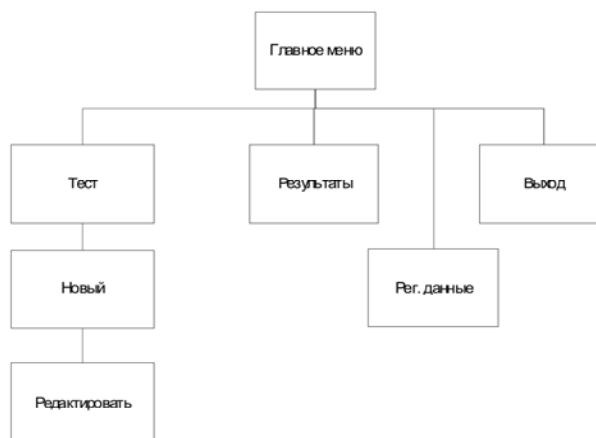 Главное меню
Тест
Результаты
Выход
Новый
Рег. данные
Редактировать